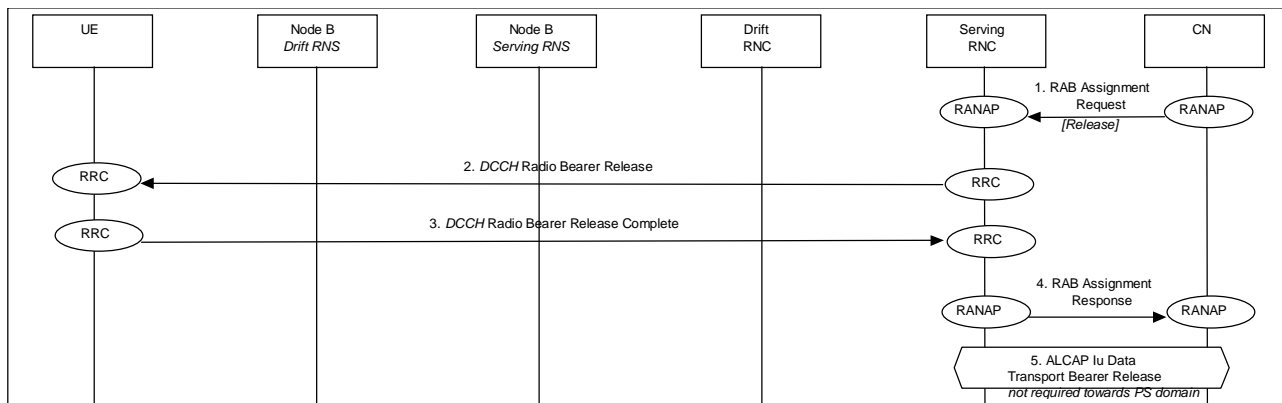 UE
Node B
Drift RNS
Node B
Serving RNS
Drift
RNC
Serving
RNC
CN
1. RAB Assignment
Request
[Release]
RANAP
RANAP
2. DCCH Radio Bearer Release
RRC
RRC
3. DCCH Radio Bearer Release Complete
RRC
RRC
4. RAB Assignment
Response
RANAP
RANAP
5. ALCAP Iu Data
Transport Bearer Release
not required towards PS domain